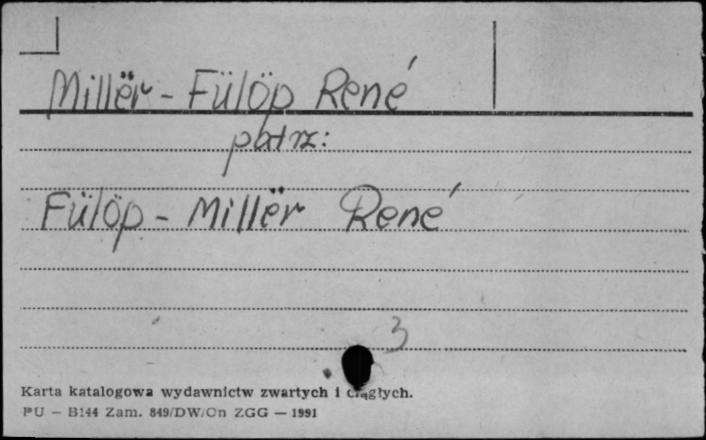 Millër - Fülöp René
patrz:
Fülöp - Millër René
3
Karta katalogowa wydawnictw zwartych i ciągłych.
PU — B144 Zam. 849/DW/Cn ZGG — 1991